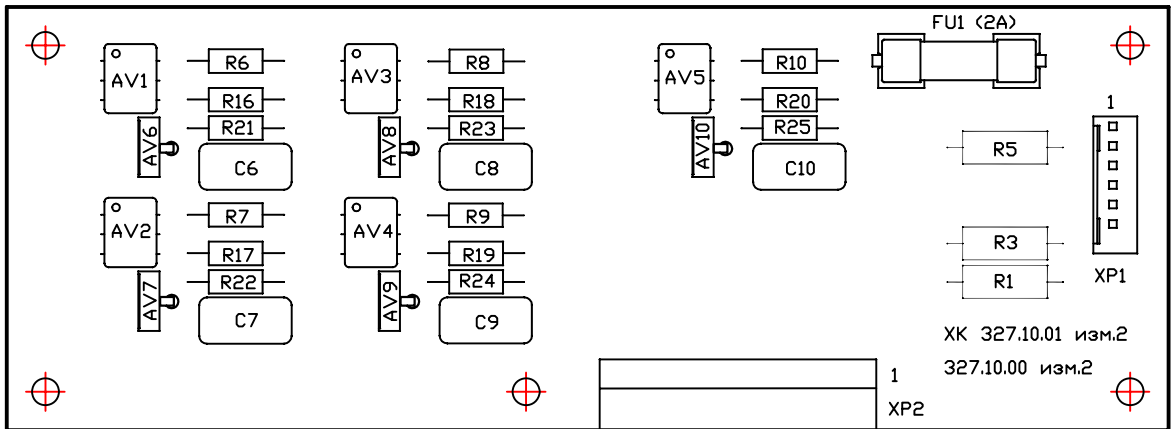 FU1 (2A)
AV1
R6
AV3
R8
AV5
R10
R16
R18
R20
1
AV6
R21
AV8
R23
AV10
R25
R5
C6
C8
C10
AV2
R7
AV4
R9
R17
R19
R3
AV7
R22
AV9
R24
R1
XP1
C7
C9
ХК 327.10.01 изм.2
327.10.00 изм.2
1
XP2